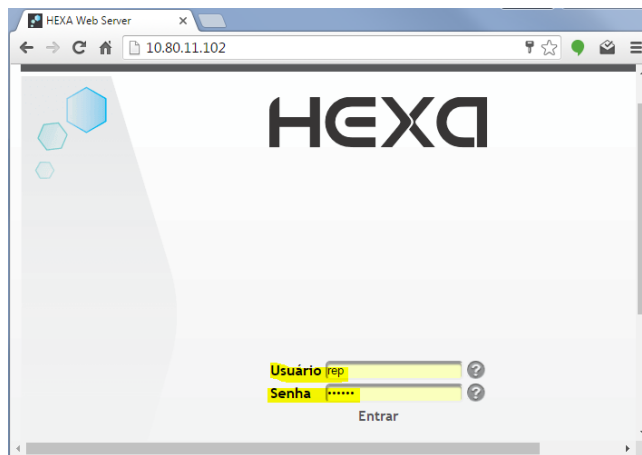 HEXA Web Server
10.80.11.102
HEXA
Usuário rep
Senha ••••••
Entrar